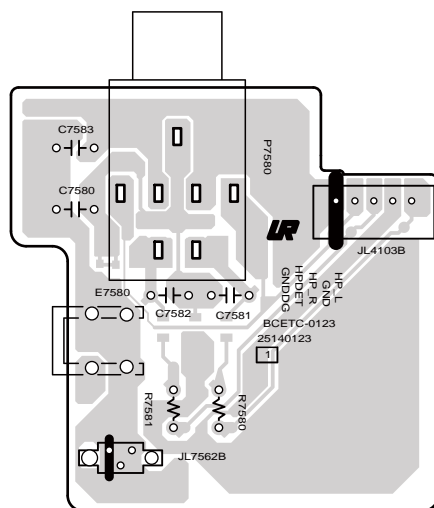 C7583
P7580
C7580
JL4103B
HP_L
GND
HP_R
HPDET
GNDDG
E7580
C7582
C7581
BCETC-0123
25140123
1
R7581
R7580
JL7562B